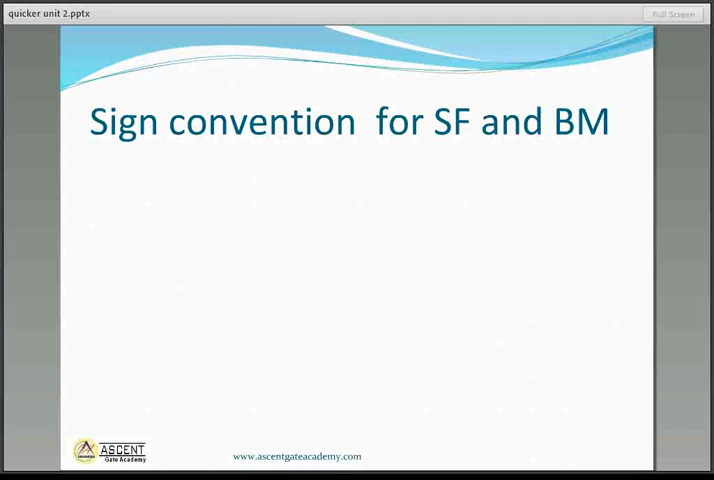 quicker unit 2.pptx
Full Screen
Sign convention for SF and BM
ASCENT
Gate Academy
www.ascentgateacademy.com